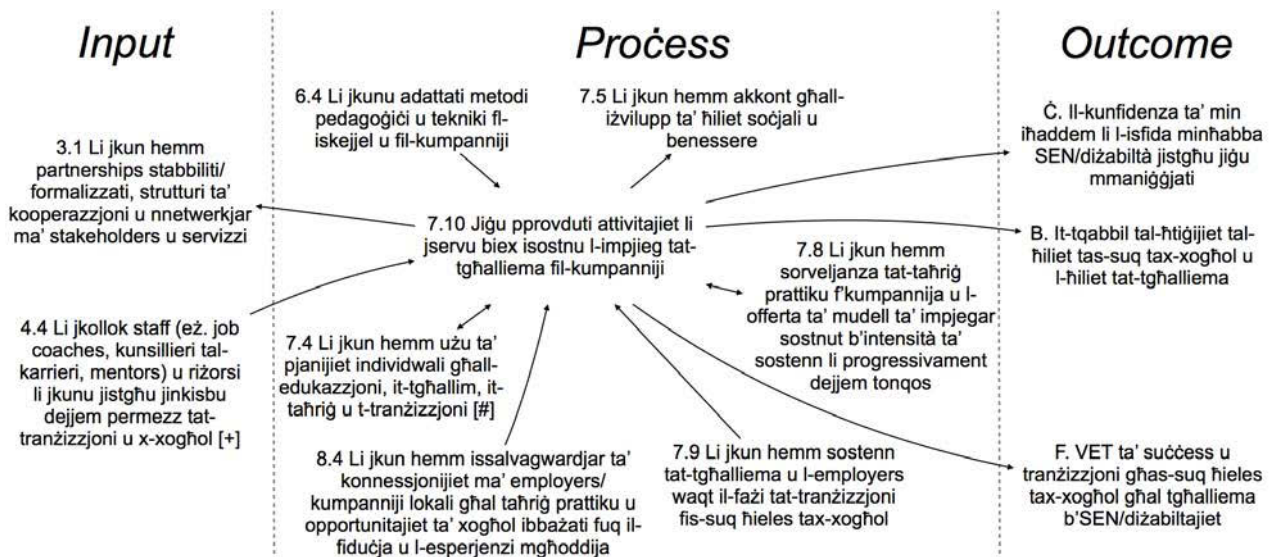 Input
Proċess
Outcome
6.4 Li jkunu adattati metodi
pedagoġiċi u tekniki fl-
iskejjel u fil-kumpanniji
7.5 Li jkun hemm akkont għall-
iżvilupp ta’ ħiliet soċjali u
benessere
3.1 Li jkun hemm
partnerships stabbiliti/
formalizzati, strutturi ta’
kooperazzjoni u nnetwerkjar
ma’ stakeholders u servizzi
Ċ. Il-kunfidenza ta’ min
iħaddem li l-isfida minħabba
SEN/diżabiltà jistgħu jiġu
mmaniġġjati
7.10 Jiġu pprovduti attivitajiet li
jservu biex isostnu l-impjieg tat-
tgħalliema fil-kumpanniji
B. It-tqabbil tal-ħtiġijiet tal-
ħiliet tas-suq tax-xogħol u
l-ħiliet tat-tgħalliema
7.8 Li jkun hemm
sorveljanza tat-taħriġ
prattiku f’kumpannija u l-
offerta ta’ mudell ta’ impjegar
sostnut b’intensità ta’
sostenn li progressivament
dejjem tonqos
4.4 Li jkollok staff (eż. job
coaches, kunsillieri tal-
karrieri, mentors) u riżorsi
li jkunu jistgħu jinkisbu
dejjem permezz tat-
tranżizzjoni u x-xogħol [+]
7.4 Li jkun hemm użu ta’
pjanijiet individwali għall-
edukazzjoni, it-tgħallim, it-
taħriġ u t-tranżizzjoni [#]
8.4 Li jkun hemm issalvagwardjar ta’
konnessjonijiet ma’ employers/
kumpanniji lokali għal taħriġ prattiku u
opportunitajiet ta’ xogħol ibbażati fuq il-
fiduċja u l-esperjenzi mgħoddija
7.9 Li jkun hemm sostenn
tat-tgħalliema u l-employers
waqt il-fażi tat-tranżizzjoni
fis-suq ħieles tax-xogħol
F. VET ta’ suċċess u
tranżizzjoni għas-suq ħieles
tax-xogħol għal tgħalliema
b’SEN/diżabiltajiet